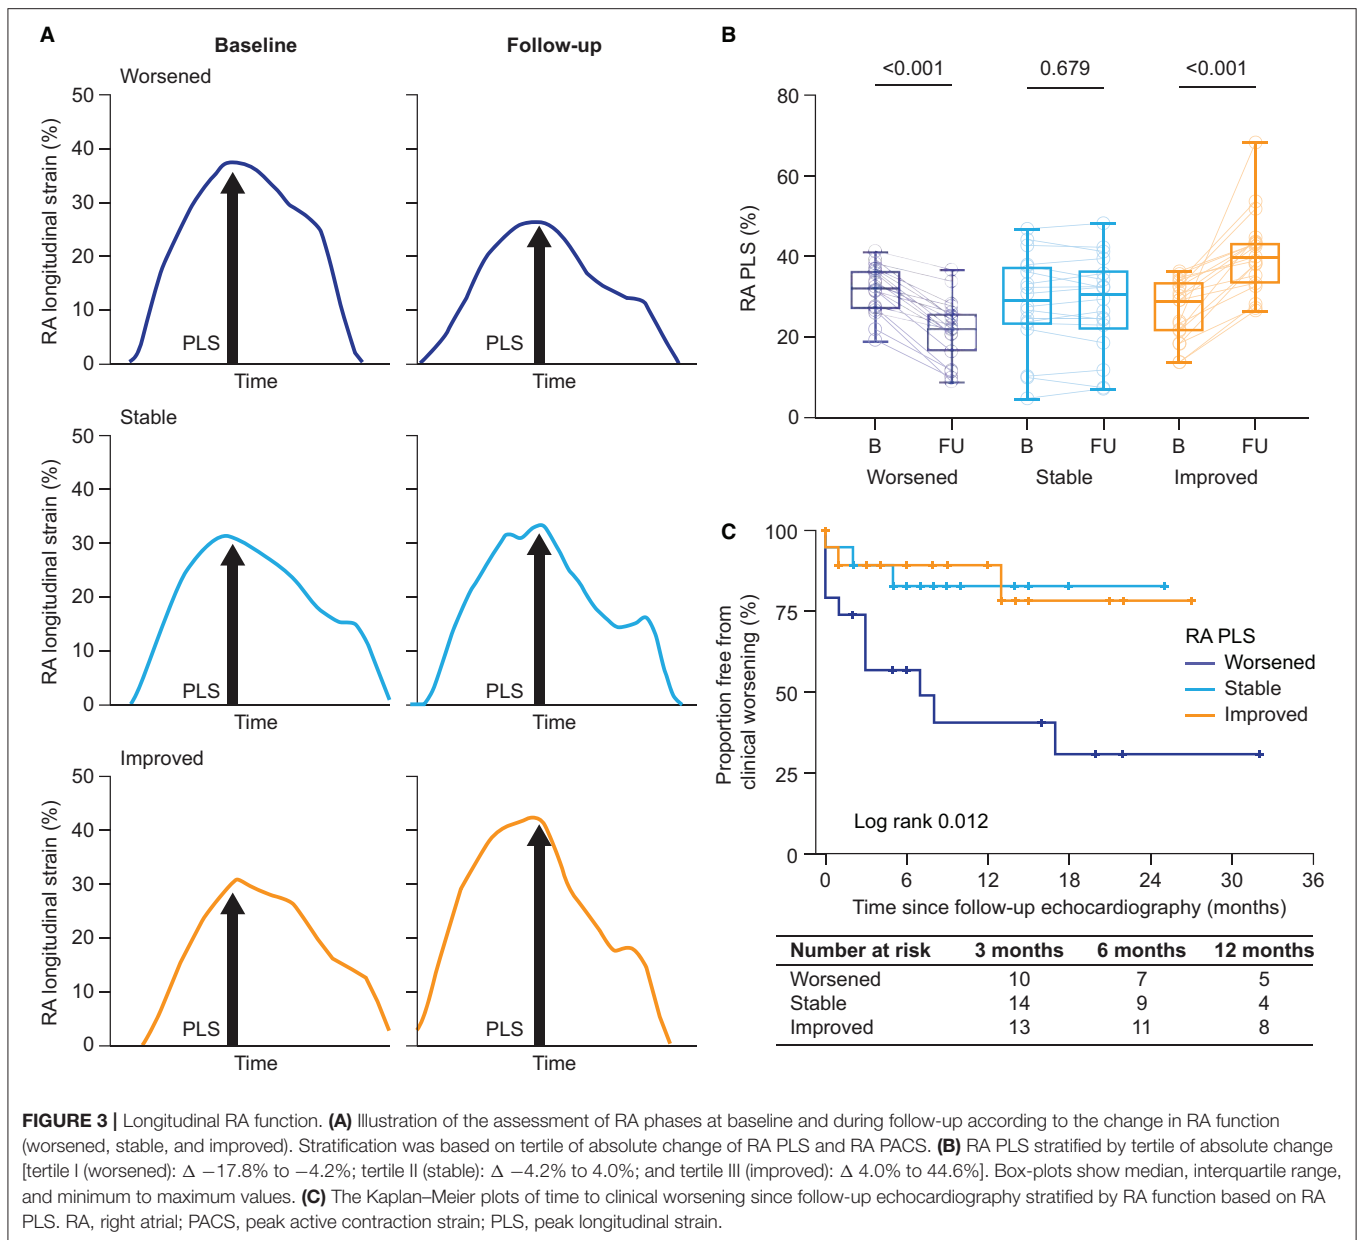 A
Baseline
Follow-up
Worsened
RA longitudinal strain (%)
50
40
30
20
10
0
PLS
Time
PLS
Time
Stable
RA longitudinal strain (%)
50
40
30
20
10
0
PLS
Time
PLS
Time
Improved
RA longitudinal strain (%)
50
40
30
20
10
0
PLS
Time
PLS
Time
B
<0.001
0.679
<0.001
RA PLS (%)
80
60
40
20
0
B FU B FU B FU
Worsened Stable Improved
C
Proportion free from
clinical worsening (%)
100
75
50
25
0
RA PLS
Worsened
Stable
Improved
Log rank 0.012
0 6 12 18 24 30 36
Time since follow-up echocardiography (months)
Number at risk 3 months 6 months 12 months
Worsened 10 7 5
Stable 14 9 4
Improved 13 11 8
FIGURE 3 | Longitudinal RA function. (A) Illustration of the assessment of RA phases at baseline and during follow-up according to the change in RA function
(worsened, stable, and improved). Stratification was based on tertile of absolute change of RA PLS and RA PACS. (B) RA PLS stratified by tertile of absolute change
[tertile I (worsened): Δ −17.8% to −4.2%; tertile II (stable): Δ −4.2% to 4.0%; and tertile III (improved): Δ 4.0% to 44.6%]. Box-plots show median, interquartile range,
and minimum to maximum values. (C) The Kaplan–Meier plots of time to clinical worsening since follow-up echocardiography stratified by RA function based on RA
PLS. RA, right atrial; PACS, peak active contraction strain; PLS, peak longitudinal strain.